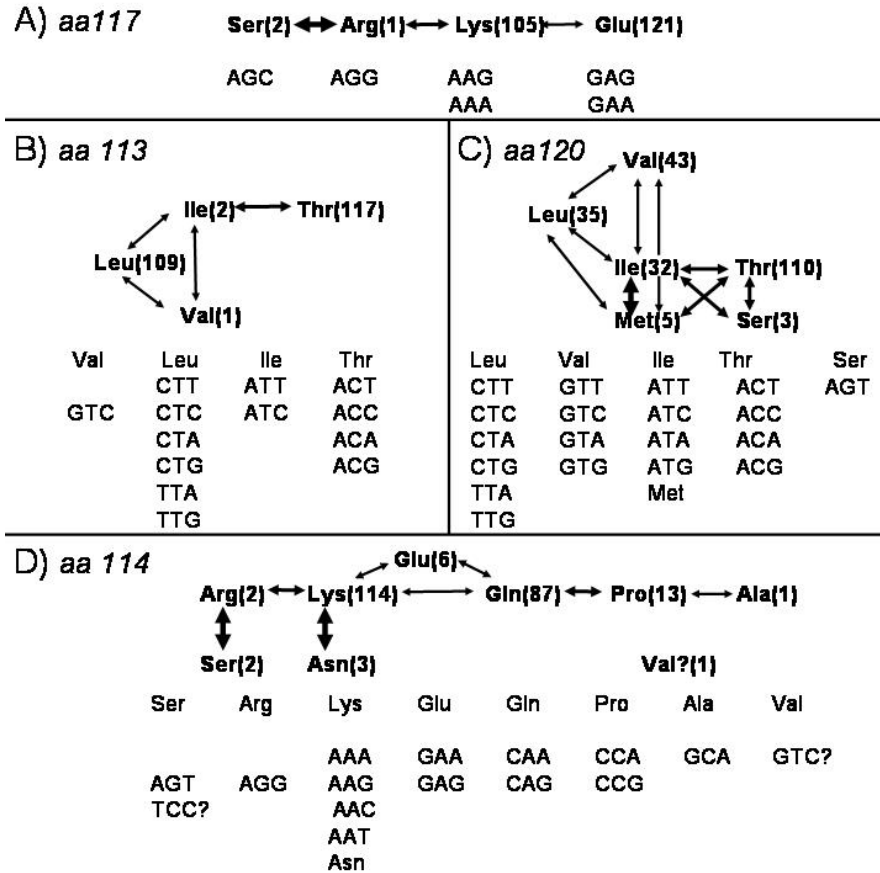 A) aa117
Ser(2) Arg(1) Lys(105) Glu(121)
AGC AGG AAG GAG
AAA GAA
B) aa 113
Ile(2) Thr(117)
Leu(109)
Val(1)
Val Leu Ile Thr
CTT ATT ACT
GTC CTC ATC ACC
CTA ACA
CTG ACG
TTA
TTG
C) aa120
Val(43)
Leu(35)
Ile(32) Thr(110)
Met(5) Ser(3)
Leu Val Ile Thr Ser
CTT GTT ATT ACT AGT
CTC GTC ATC ACC
CTA GTA ATA ACA
CTG GTG ATG ACG
TTA Met
TTG
D) aa 114
Glu(6)
Arg(2) Lys(114) Gln(87) Pro(13) Ala(1)
Ser(2) Asn(3) Val?(1)
Ser Arg Lys Glu Gln Pro Ala Val
AAA GAA CAA CCA GCA GTC?
AGT AGG AAG GAG CAG CCG
TCC? AAC
AAT
Asn